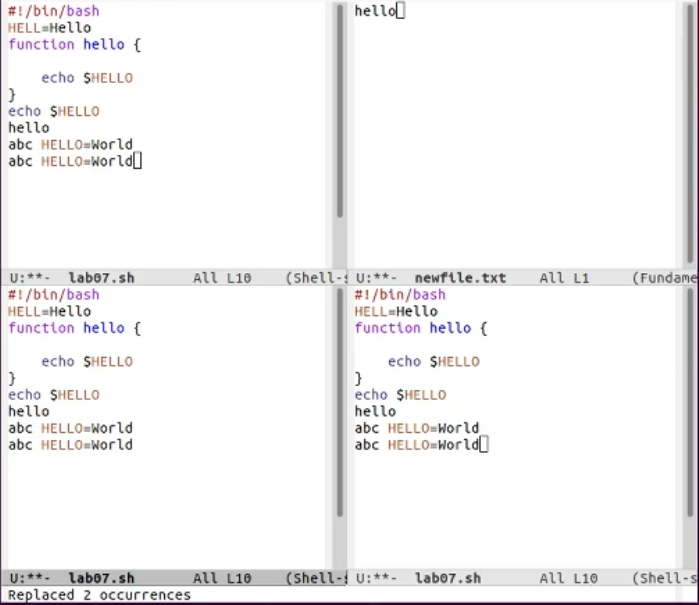 #!/bin/bash
HELL=Hello
function hello {
echo $HELLO
}
echo $HELLO
hello
abc HELLO=World
abc HELLO=World
U:**- lab07.sh All L10 (Shell-s
hello
U:**- newfile.txt All L1 (Fundame
#!/bin/bash
HELL=Hello
function hello {
echo $HELLO
}
echo $HELLO
hello
abc HELLO=World
abc HELLO=World
U:**- lab07.sh All L10 (Shell-s
#!/bin/bash
HELL=Hello
function hello {
echo $HELLO
}
echo $HELLO
hello
abc HELLO=World
abc HELLO=World
U:**- lab07.sh All L10 (Shell-s
Replaced 2 occurrences